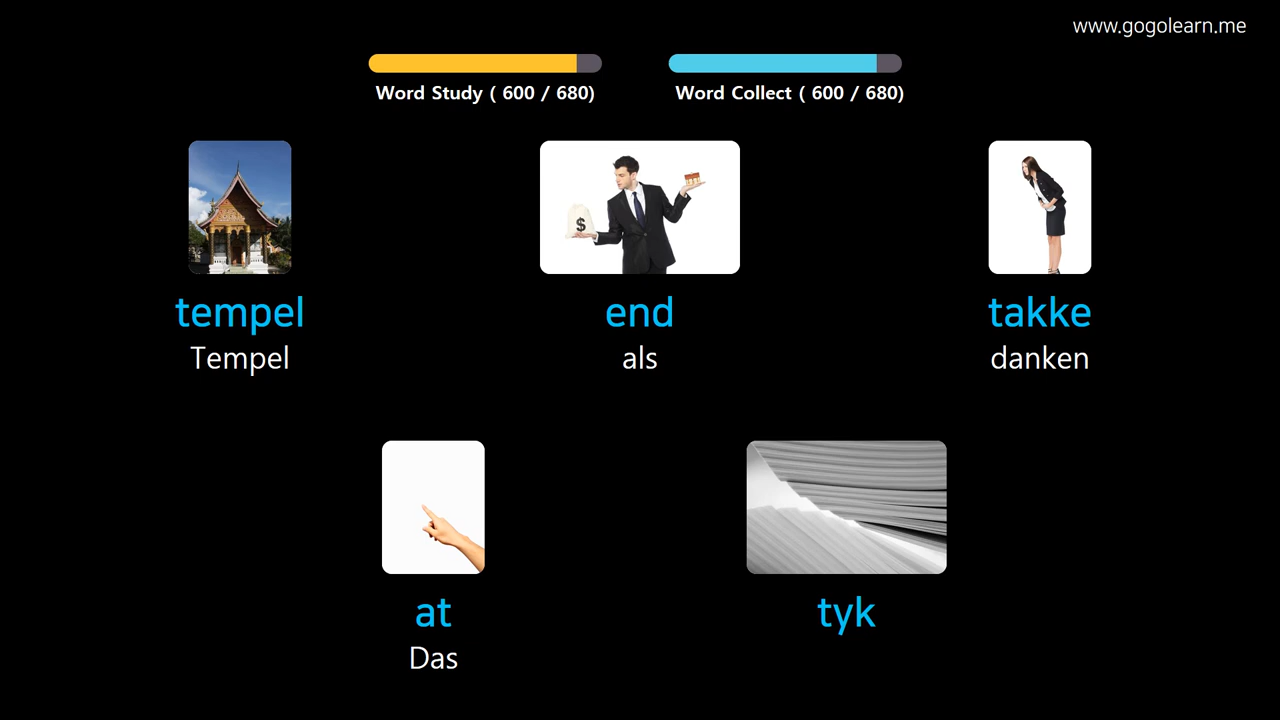 www.gogolearn.me
Word Study ( 600 / 680)
Word Collect ( 600 / 680)
$
tempel
Tempel
end
als
takke
danken
at
Das
tyk